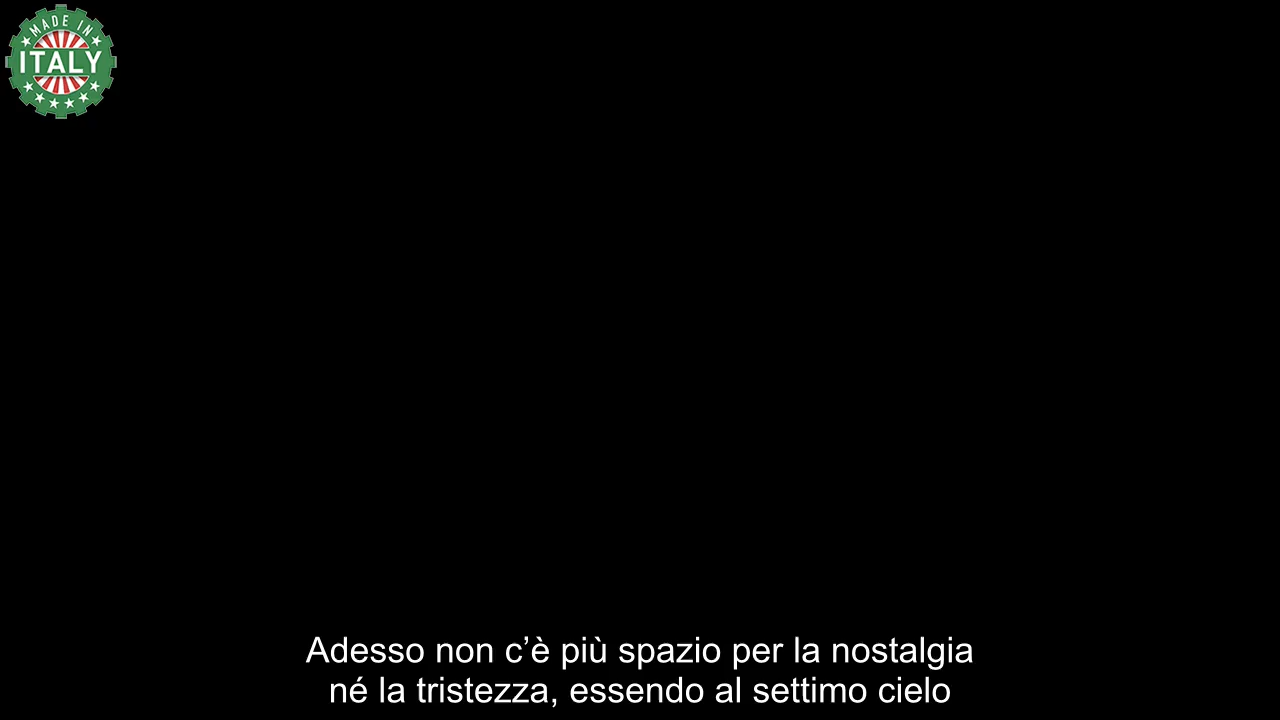 MADE IN
ITALY
Adesso non c’è più spazio per la nostalgia
né la tristezza, essendo al settimo cielo